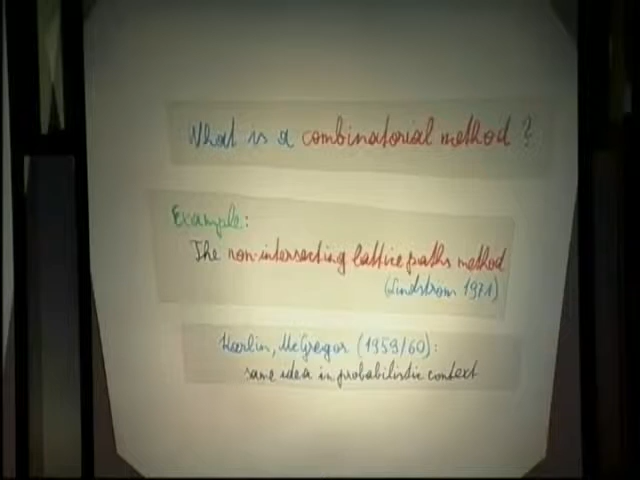 What is a combinatorial method?
Example:
The non-intersecting lattice paths method
(Lindström 1971)
Karlin, McGregor (1959/60):
same idea in probabilistic context